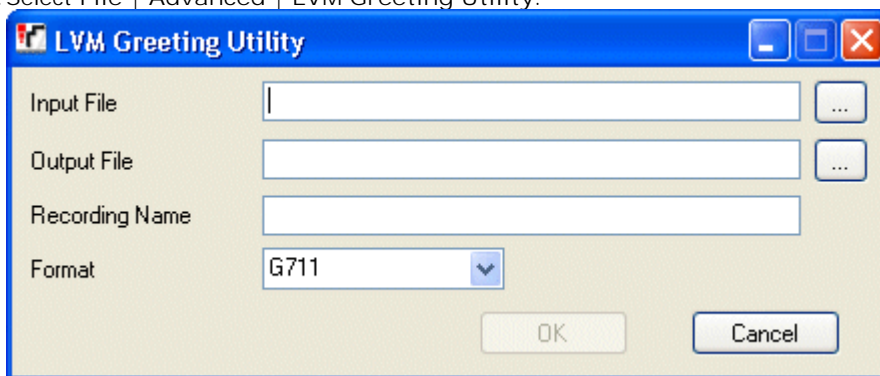 Select File | Advanced | LVM Greeting Utility.
LVM Greeting Utility
Input File ...
Output File ...
Recording Name
Format G711
OK Cancel